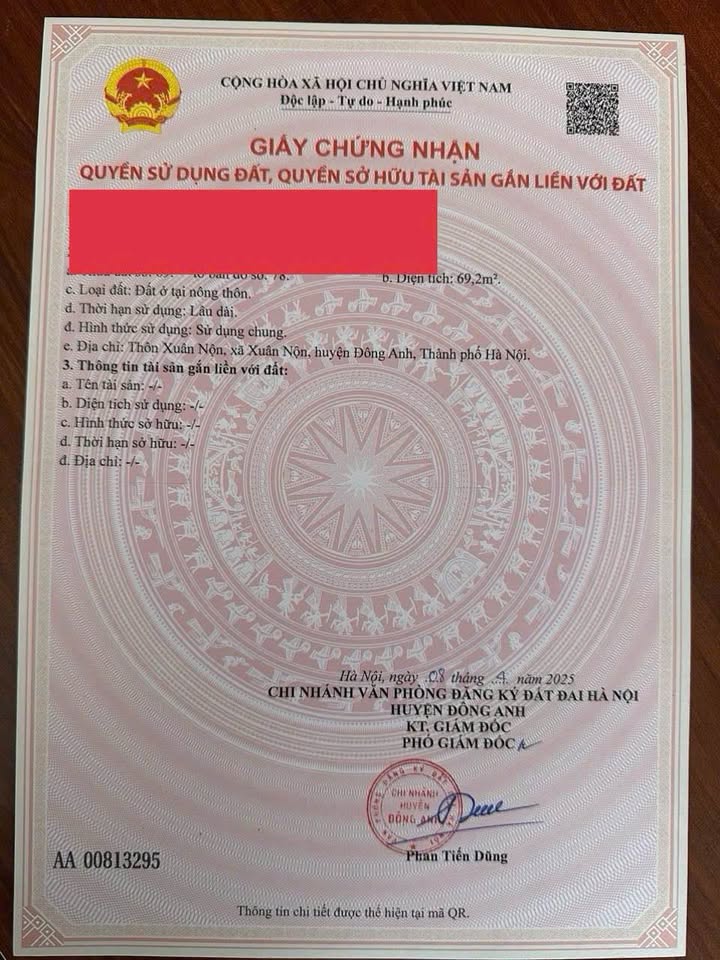 CỘNG HÒA XÃ HỘI CHỦ NGHĨA VIỆT NAM
Độc lập - Tự do - Hạnh phúc
GIẤY CHỨNG NHẬN
QUYỀN SỬ DỤNG ĐẤT, QUYỀN SỞ HỮU TÀI SẢN GẮN LIỀN VỚI ĐẤT
tờ bản đồ số: 78. b. Diện tích: 69,2m².
c. Loại đất: Đất ở tại nông thôn.
d. Thời hạn sử dụng: Lâu dài.
đ. Hình thức sử dụng: Sử dụng chung.
e. Địa chỉ: Thôn Xuân Nộn, xã Xuân Nộn, huyện Đông Anh, Thành phố Hà Nội.
3. Thông tin tài sản gắn liền với đất:
a. Tên tài sản: -/-
b. Diện tích sử dụng: -/-
c. Hình thức sở hữu: -/-
d. Thời hạn sở hữu: -/-
đ. Địa chỉ: -/-
Hà Nội, ngày 08 tháng 4 năm 2025
CHI NHÁNH VĂN PHÒNG ĐĂNG KÝ ĐẤT ĐAI HÀ NỘI
HUYỆN ĐÔNG ANH
KT. GIÁM ĐỐC
PHÓ GIÁM ĐỐC
CHI NHÁNH
HUYỆN
ĐÔNG ANH
Phan Tiến Dũng
AA 00813295
Thông tin chi tiết được thể hiện tại mã QR.